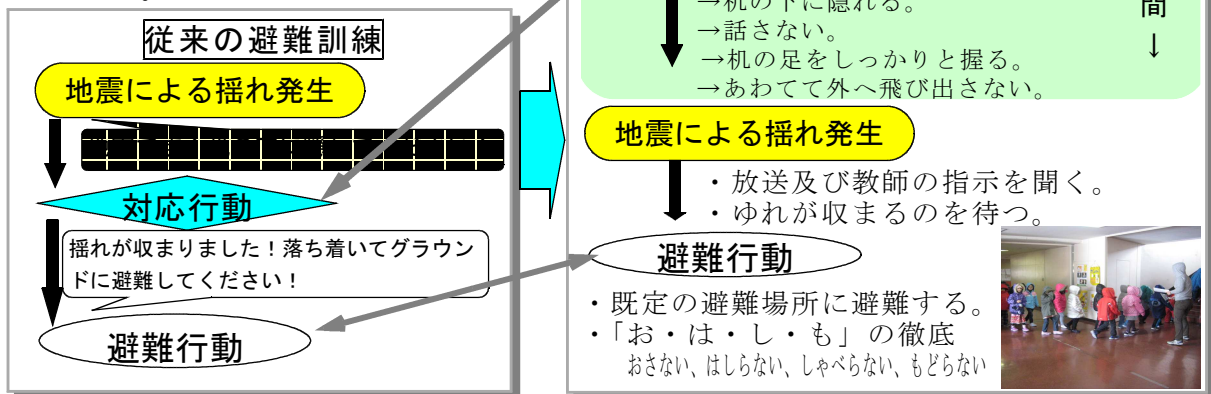 従来の避難訓練
地震による揺れ発生
対応行動
揺れが収まりました！落ち着いてグラウン
ドに避難してください！
避難行動
→机の下に隠れる。
→話さない。
→机の足をしっかりと握る。
→あわてて外へ飛び出さない。
間
↓
地震による揺れ発生
・放送及び教師の指示を聞く。
・ゆれが収まるのを待つ。
避難行動
・既定の避難場所に避難する。
・「お・は・し・も」の徹底
おさない、はしらない、しゃべらない、もどらない